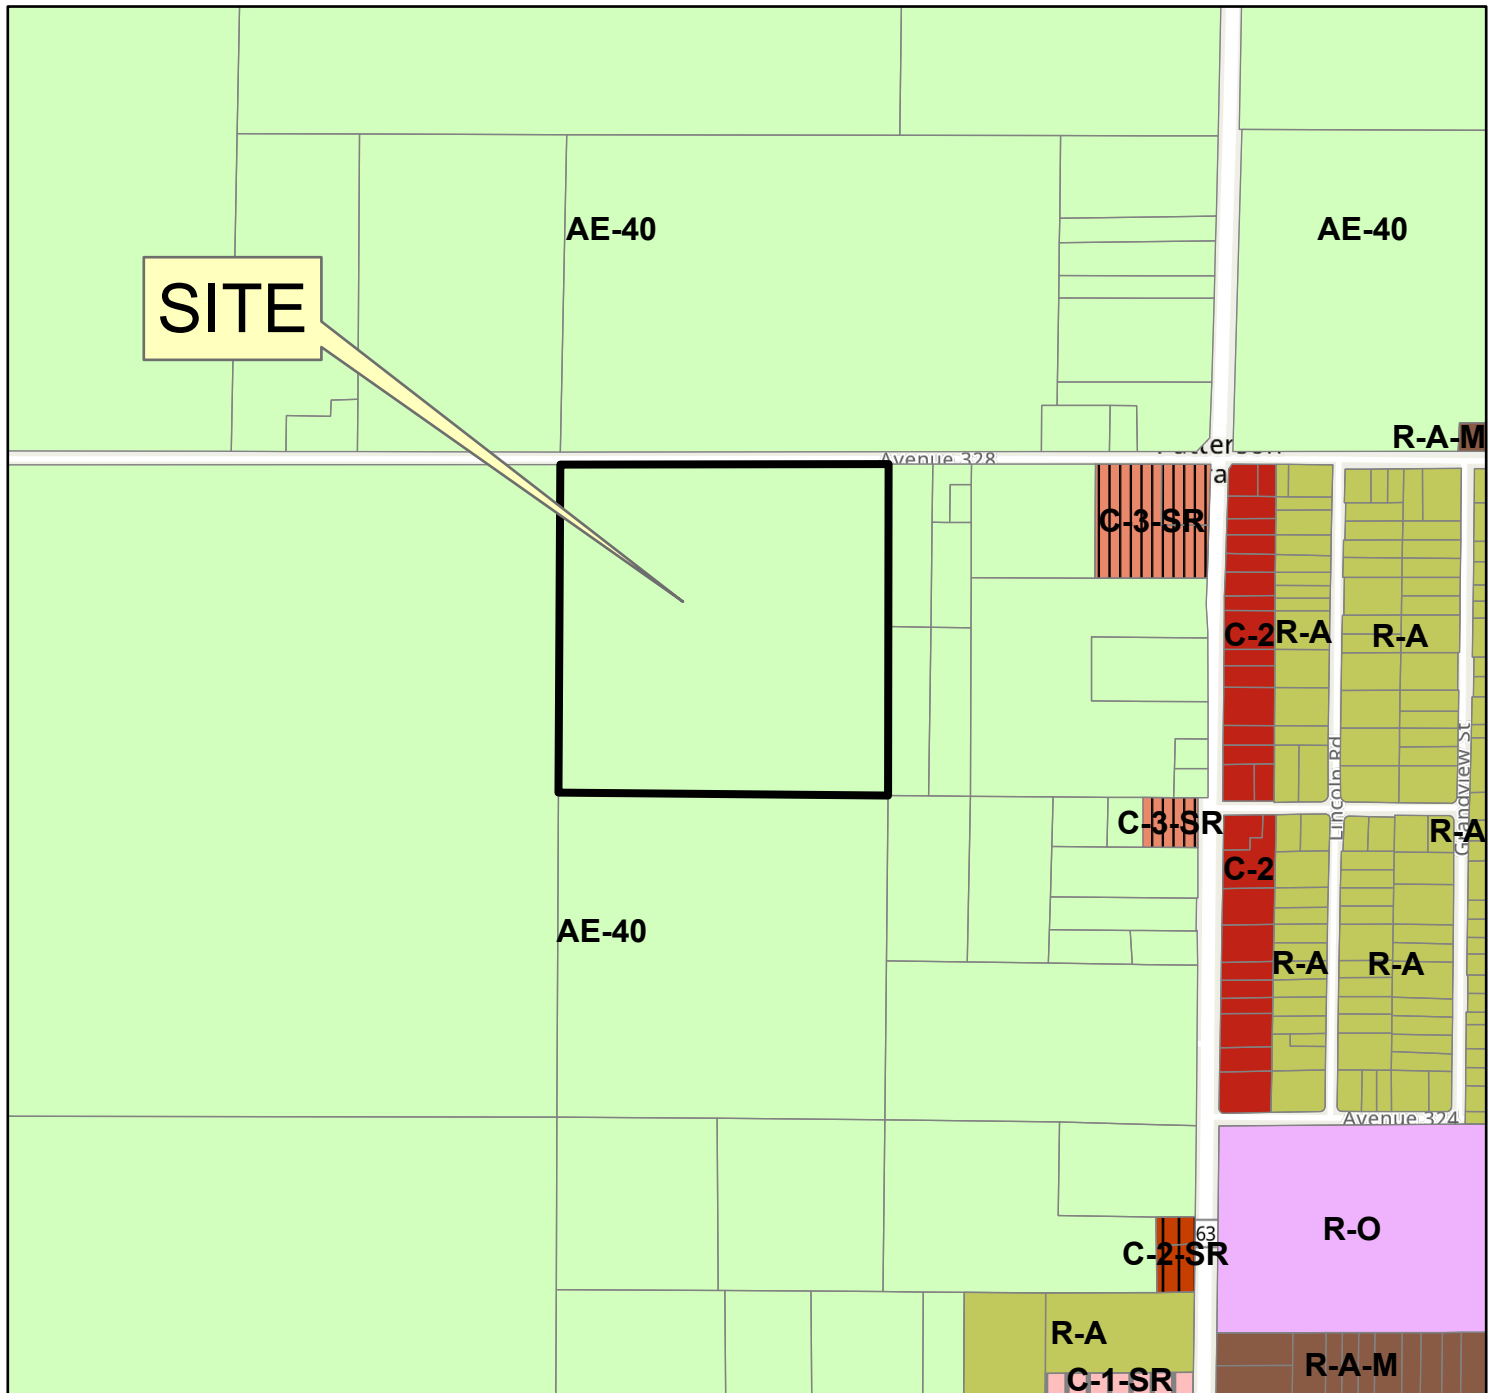 AE-40
AE-40
SITE
R-A-M
Avenue 328
C-3-SR
C-2
R-A
R-A
Lincoln Rd
Grandview St
C-3-SR
R-A
C-2
AE-40
R-A
R-A
Avenue 324
R-O
63
C-2-SR
R-A
R-A-M
C-1-SR